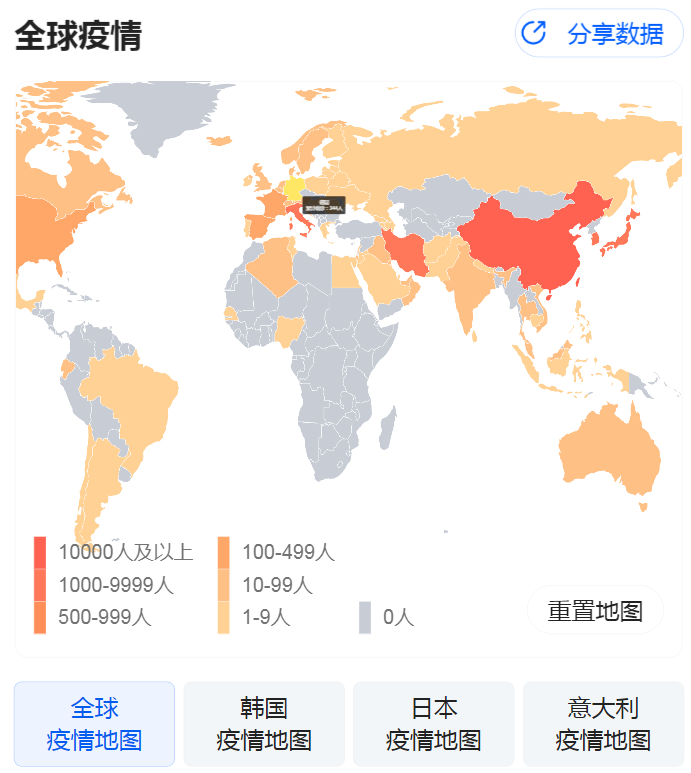 全球疫情
分享数据
10000人及以上
1000-9999人
500-999人
100-499人
10-99人
1-9人
0人
重置地图
全球
疫情地图
韩国
疫情地图
日本
疫情地图
意大利
疫情地图